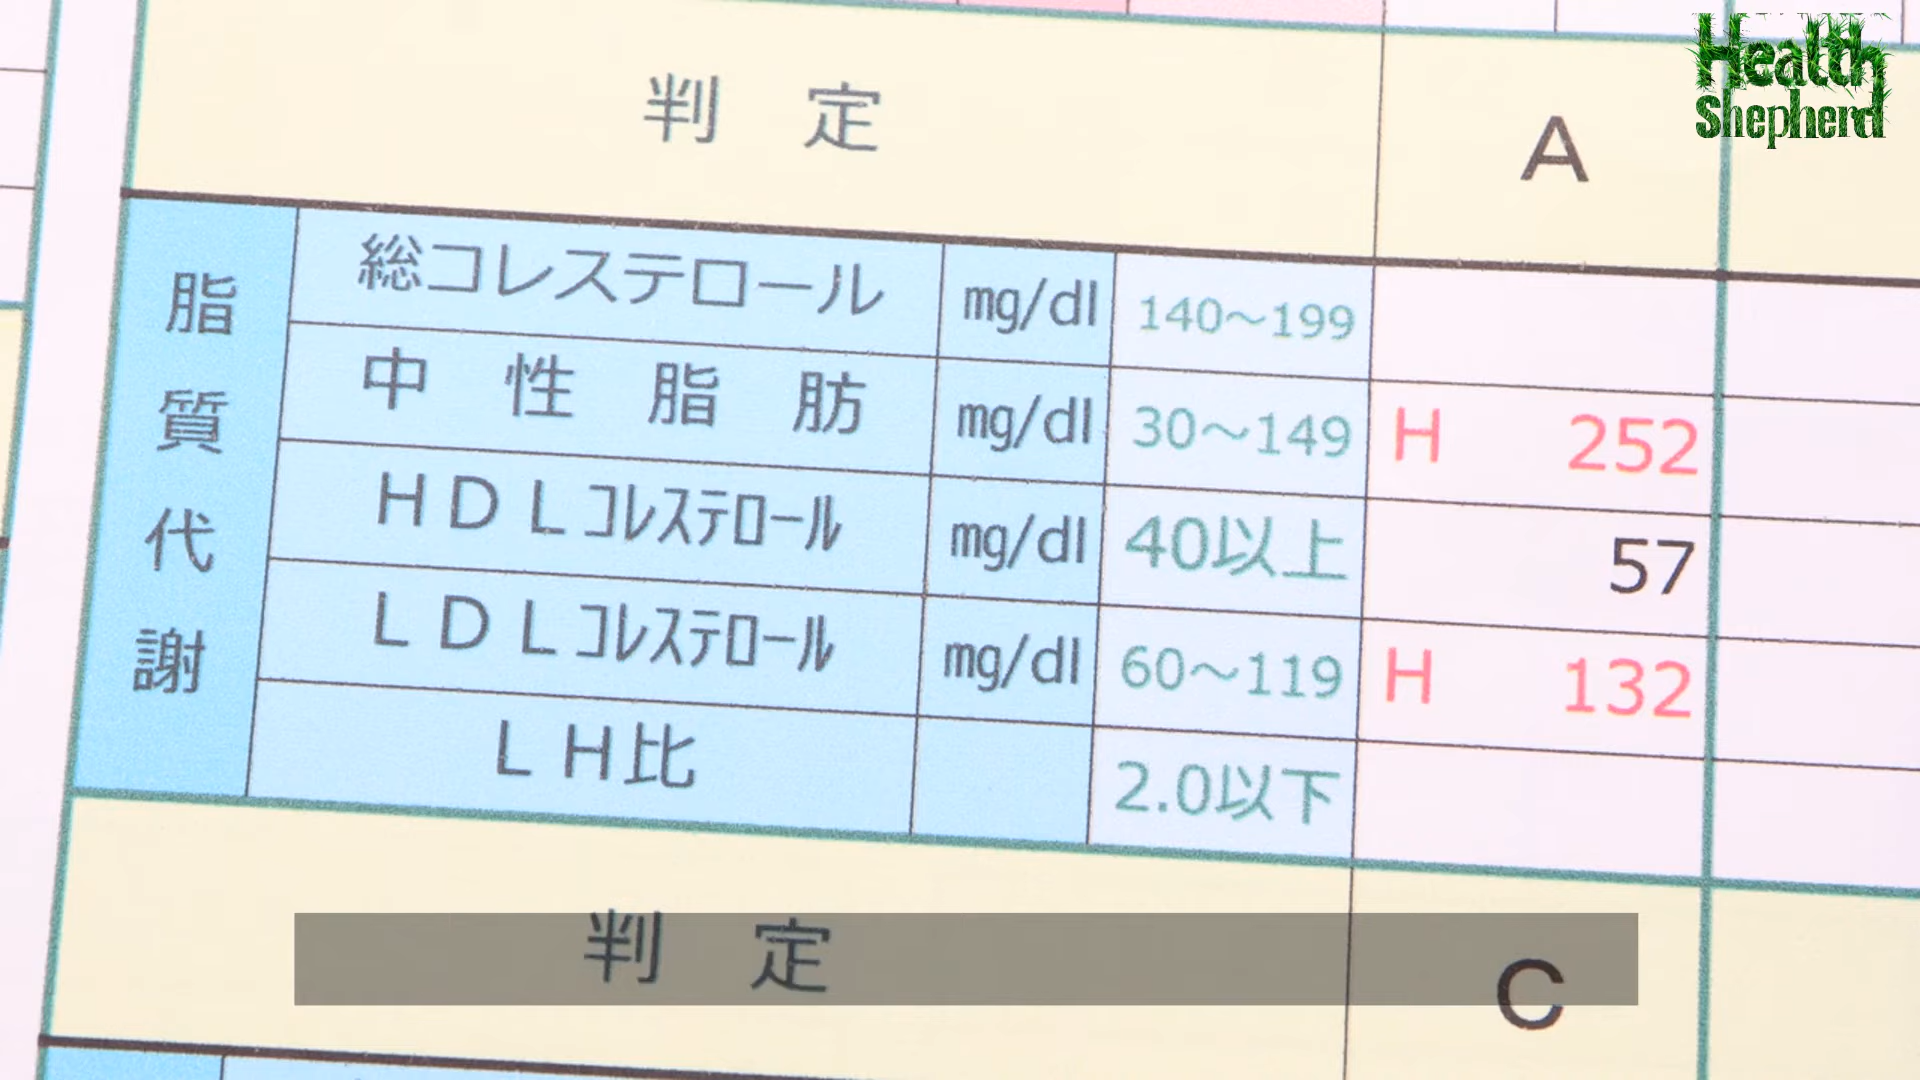 Health
Shepherd
判 定 A
脂質代謝
総コレステロール mg/dl 140～199
中 性 脂 肪 mg/dl 30～149 H 252
ＨＤＬｺﾚｽﾃﾛｰﾙ mg/dl 40以上 57
ＬＤＬｺﾚｽﾃﾛｰﾙ mg/dl 60～119 H 132
ＬＨ比 2.0以下
判 定 C